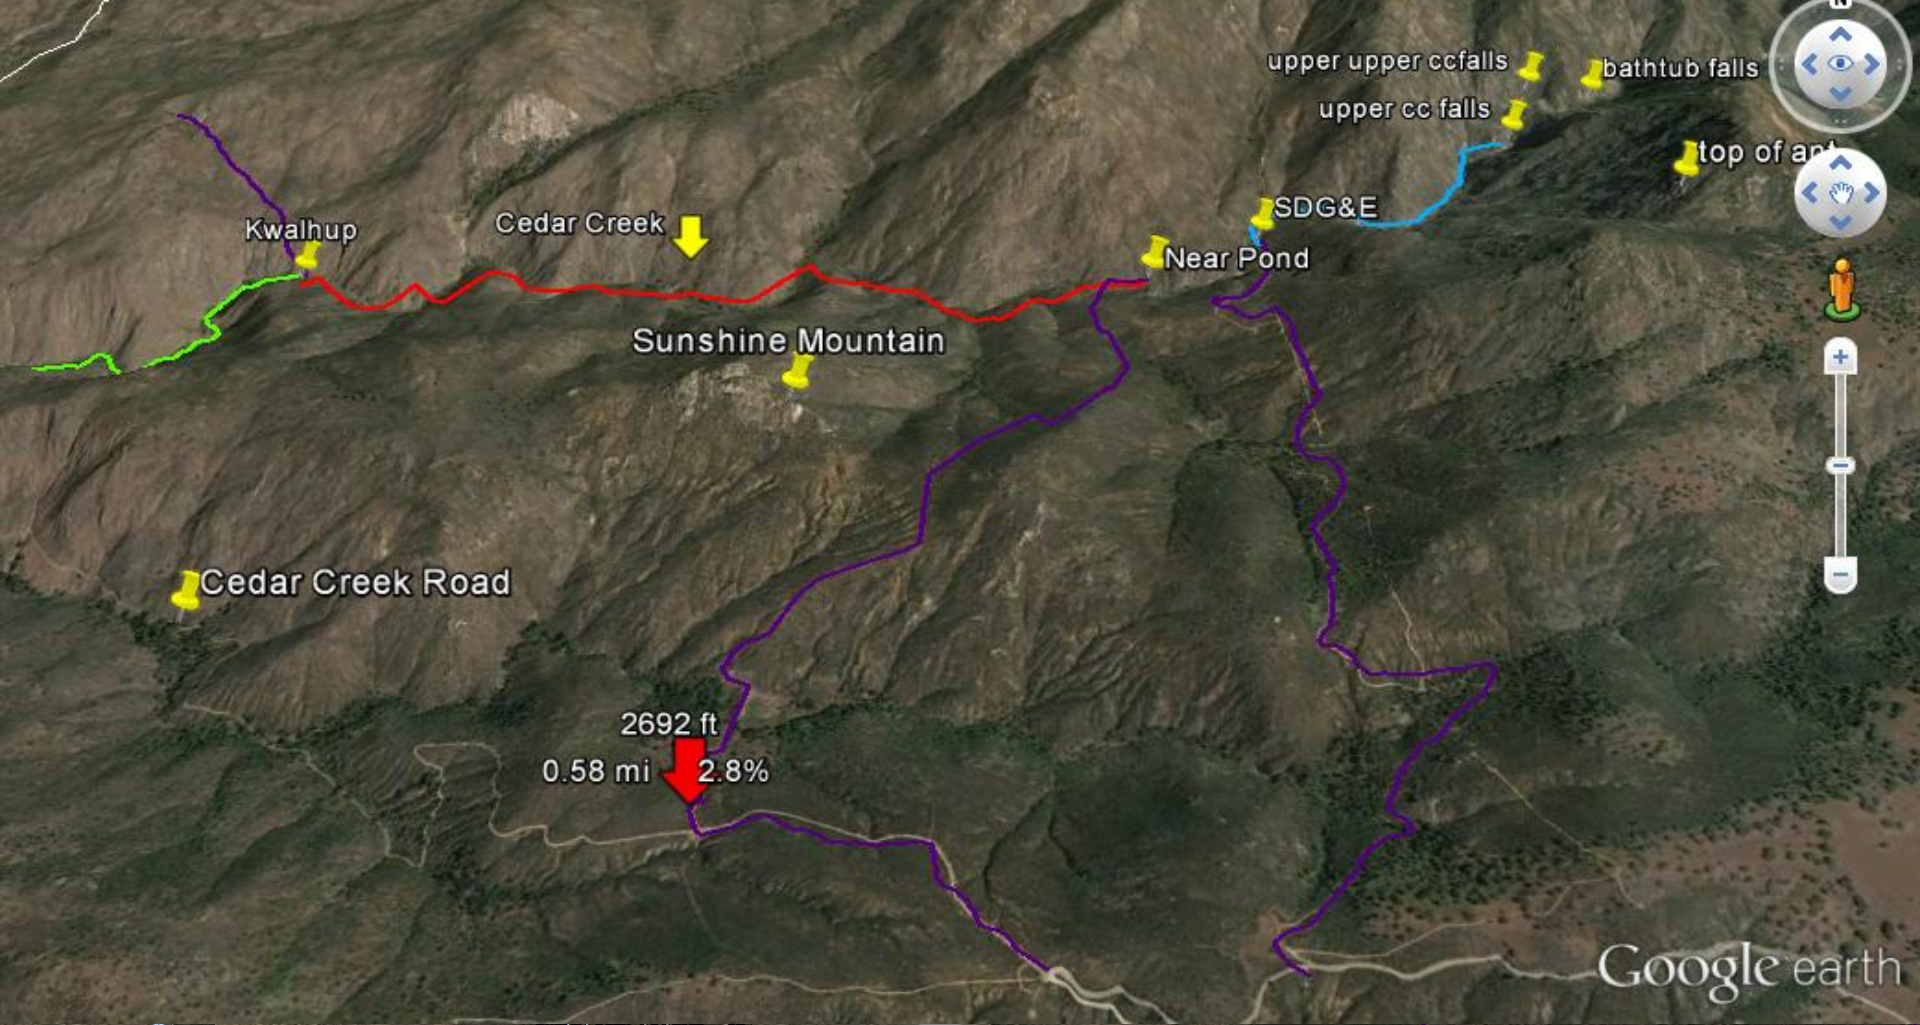 N
upper upper ccfalls
bathtub falls
upper cc falls
top of
SDG&E
Kwalhup
Cedar Creek
Near Pond
Sunshine Mountain
Cedar Creek Road
2692 ft
0.58 mi 2.8%
Google earth